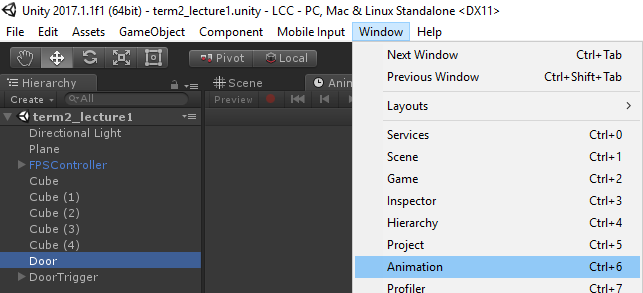 Unity 2017.1.1f1 (64bit) - term2_lecture1.unity - LCC - PC, Mac & Linux Standalone <DX11>
File Edit Assets GameObject Component Mobile Input Window Help
Pivot Local
Hierarchy
Create All
term2_lecture1
Directional Light
Plane
FPSController
Cube
Cube (1)
Cube (2)
Cube (3)
Cube (4)
Door
DoorTrigger
Scene Ani
Preview
Next Window Ctrl+Tab
Previous Window Ctrl+Shift+Tab
Layouts
Services Ctrl+0
Scene Ctrl+1
Game Ctrl+2
Inspector Ctrl+3
Hierarchy Ctrl+4
Project Ctrl+5
Animation Ctrl+6
Profiler Ctrl+7